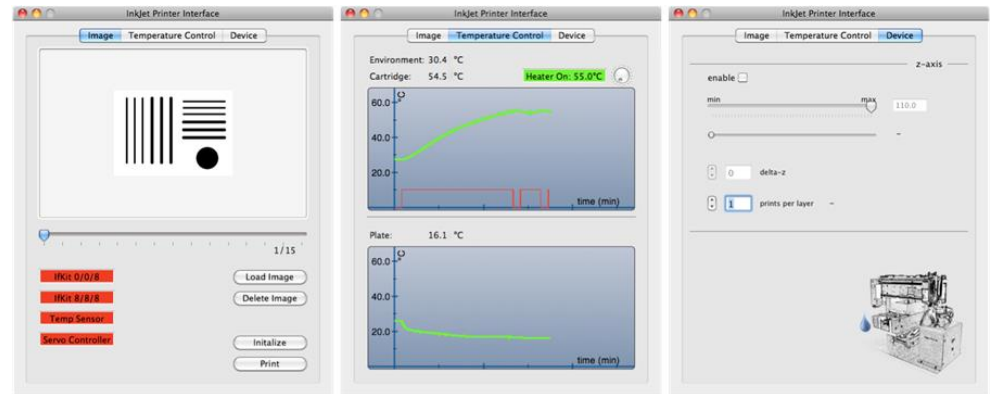 InkJet Printer Interface
Image Temperature Control Device
1/15
IfKit 0/0/8
Load Image
IfKit 8/8/8
Delete Image
Temp Sensor
Servo Controller
Initalize
Print
InkJet Printer Interface
Image Temperature Control Device
Environment: 30.4 °C
Cartridge: 54.5 °C Heater On: 55.0°C
°C
60.0
40.0
20.0
time (min)
Plate: 16.1 °C
°C
60.0
40.0
20.0
time (min)
InkJet Printer Interface
Image Temperature Control Device
z-axis
enable
min max 110.0
-
0 delta-z
1 prints per layer -